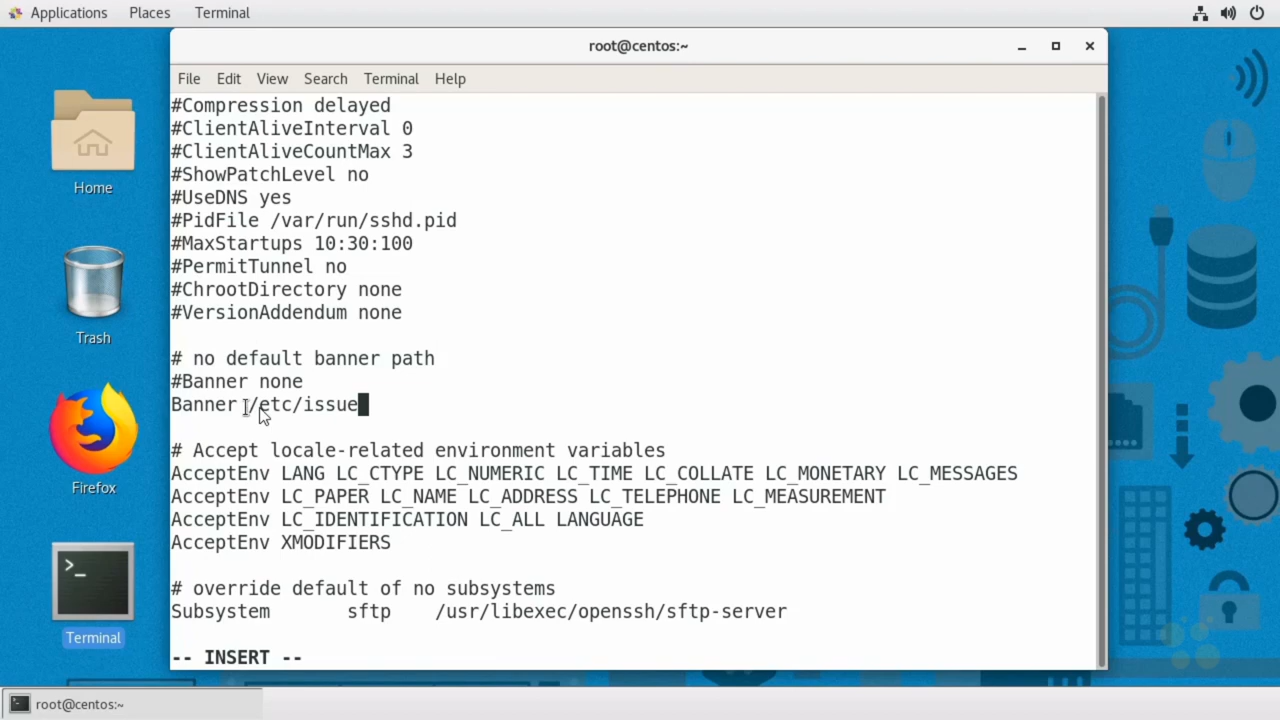 Applications Places Terminal
root@centos:~
File Edit View Search Terminal Help
#Compression delayed
#ClientAliveInterval 0
#ClientAliveCountMax 3
#ShowPatchLevel no
#UseDNS yes
#PidFile /var/run/sshd.pid
#MaxStartups 10:30:100
#PermitTunnel no
#ChrootDirectory none
#VersionAddendum none
# no default banner path
#Banner none
Banner /etc/issue
# Accept locale-related environment variables
AcceptEnv LANG LC_CTYPE LC_NUMERIC LC_TIME LC_COLLATE LC_MONETARY LC_MESSAGES
AcceptEnv LC_PAPER LC_NAME LC_ADDRESS LC_TELEPHONE LC_MEASUREMENT
AcceptEnv LC_IDENTIFICATION LC_ALL LANGUAGE
AcceptEnv XMODIFIERS
# override default of no subsystems
Subsystem sftp /usr/libexec/openssh/sftp-server
-- INSERT --
Home
Trash
Firefox
>_
Terminal
root@centos:~